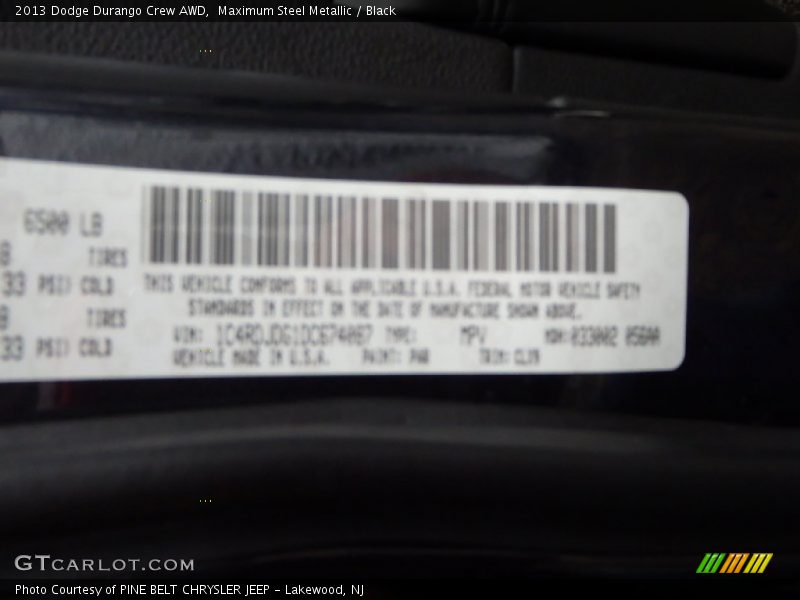 2013 Dodge Durango Crew AWD,  Maximum Steel Metallic / Black
6500 LB
TIRES
33 PSI) COLD
TIRES
33 PSI) COLD
THIS VEHICLE CONFORMS TO ALL APPLICABLE U.S.A. FEDERAL MOTOR VEHICLE SAFETY
STANDARDS IN EFFECT ON THE DATE OF MANUFACTURE SHOWN ABOVE.
VIN: 1C4RDJDG1DC674067 TYPE: MPV MDH:
VEHICLE MADE IN U.S.A. PAINT: PAR TRIM:
GTCARLOT.COM
Photo Courtesy of PINE BELT CHRYSLER JEEP - Lakewood, NJ